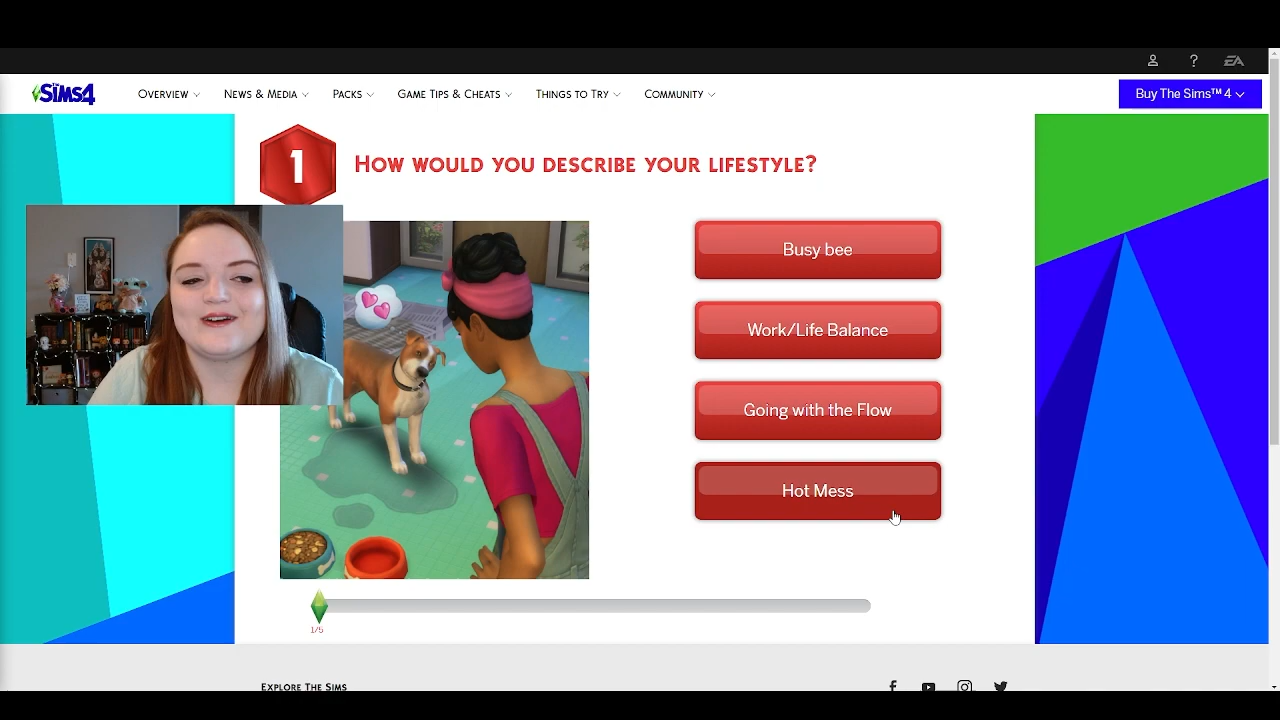 ?
EA
THE
SIMS4
OVERVIEW
NEWS & MEDIA
PACKS
GAME TIPS & CHEATS
THINGS TO TRY
COMMUNITY
Buy The Sims™ 4
1
HOW WOULD YOU DESCRIBE YOUR LIFESTYLE?
Busy bee
Work/Life Balance
Going with the Flow
Hot Mess
1/5
EXPLORE THE SIMS